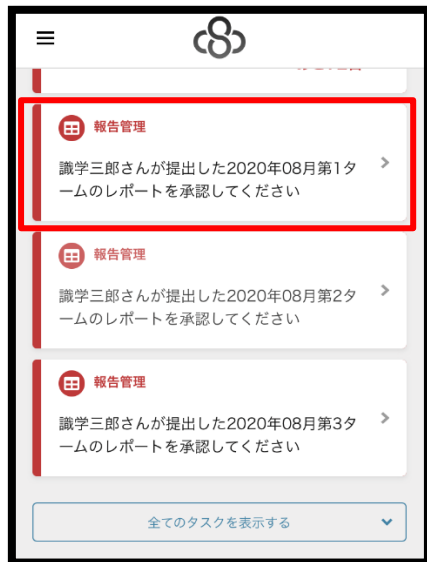 報告管理
識学三郎さんが提出した2020年08月第1タ
ームのレポートを承認してください
報告管理
識学三郎さんが提出した2020年08月第2タ
ームのレポートを承認してください
報告管理
識学三郎さんが提出した2020年08月第3タ
ームのレポートを承認してください
全てのタスクを表示する